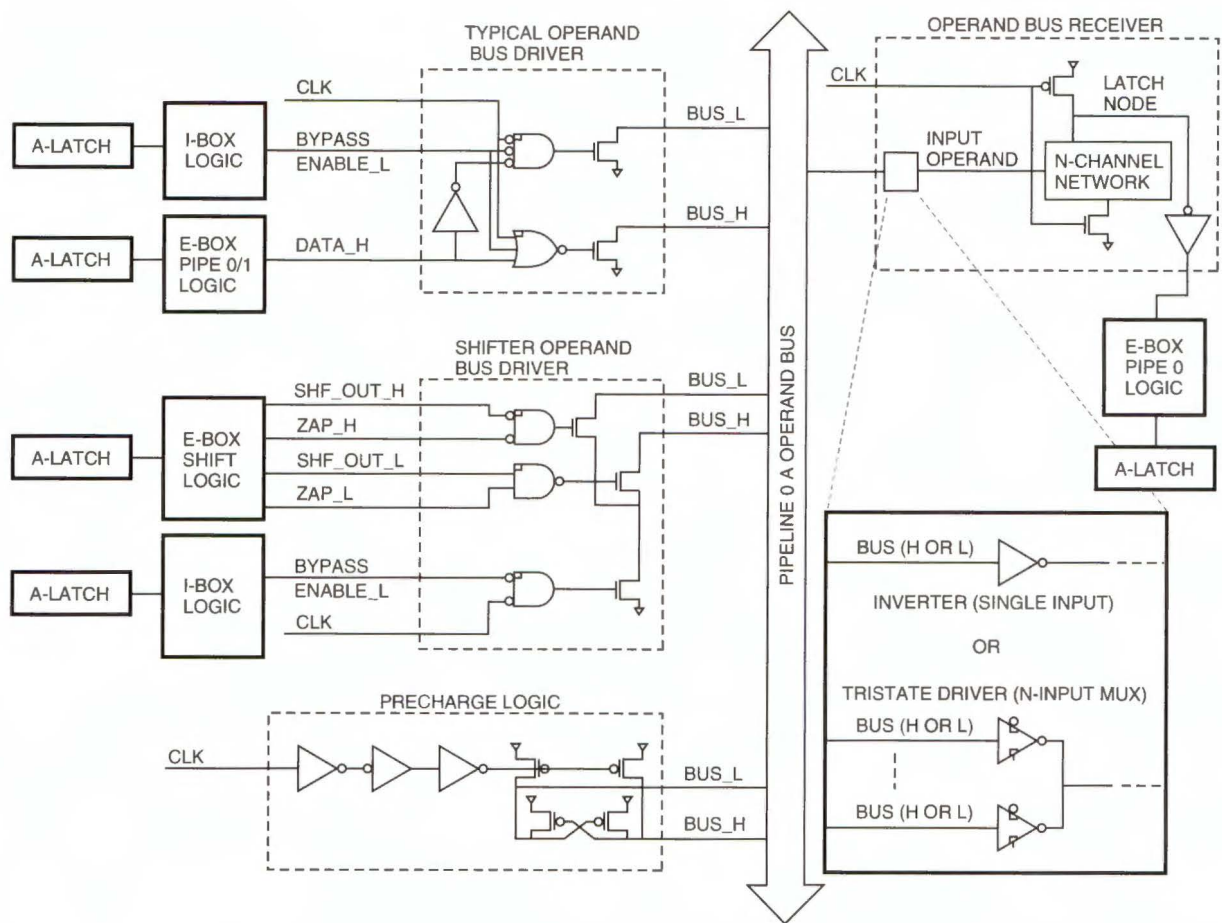 TYPICAL OPERAND
BUS DRIVER
CLK
A-LATCH
I-BOX
LOGIC
BYPASS
ENABLE_L
BUS_L
A-LATCH
E-BOX
PIPE 0/1
LOGIC
DATA_H
BUS_H
SHIFTER OPERAND
BUS DRIVER
A-LATCH
E-BOX
SHIFT
LOGIC
SHF_OUT_H
ZAP_H
SHF_OUT_L
ZAP_L
BUS_L
BUS_H
A-LATCH
I-BOX
LOGIC
BYPASS
ENABLE_L
CLK
PRECHARGE LOGIC
CLK
BUS_L
BUS_H
PIPELINE 0 A OPERAND BUS
OPERAND BUS RECEIVER
CLK
LATCH
NODE
INPUT
OPERAND
N-CHANNEL
NETWORK
E-BOX
PIPE 0
LOGIC
A-LATCH
BUS (H OR L)
INVERTER (SINGLE INPUT)
OR
TRISTATE DRIVER (N-INPUT MUX)
BUS (H OR L)
BUS (H OR L)